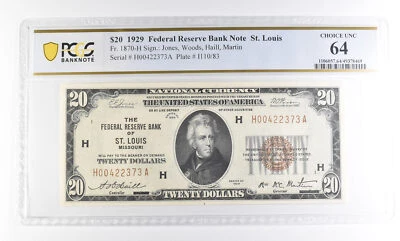 $20 1929 Federal Reserve Bank Note St. Louis
Fr. 1870-H Sign.: Jones, Woods, Haill, Martin
Serial # H00422373A Plate # I110/83
CHOICE UNC
64
PCGS
BANKNOTE
NATIONAL CURRENCY
THE UNITED STATES OF AMERICA
20
20
THE
FEDERAL RESERVE BANK
OF
ST. LOUIS
MISSOURI
WILL PAY TO THE BEARER ON DEMAND
TWENTY DOLLARS
H
H
H
H
H00422373A
H00422373A
20
TWENTY DOLLARS
20